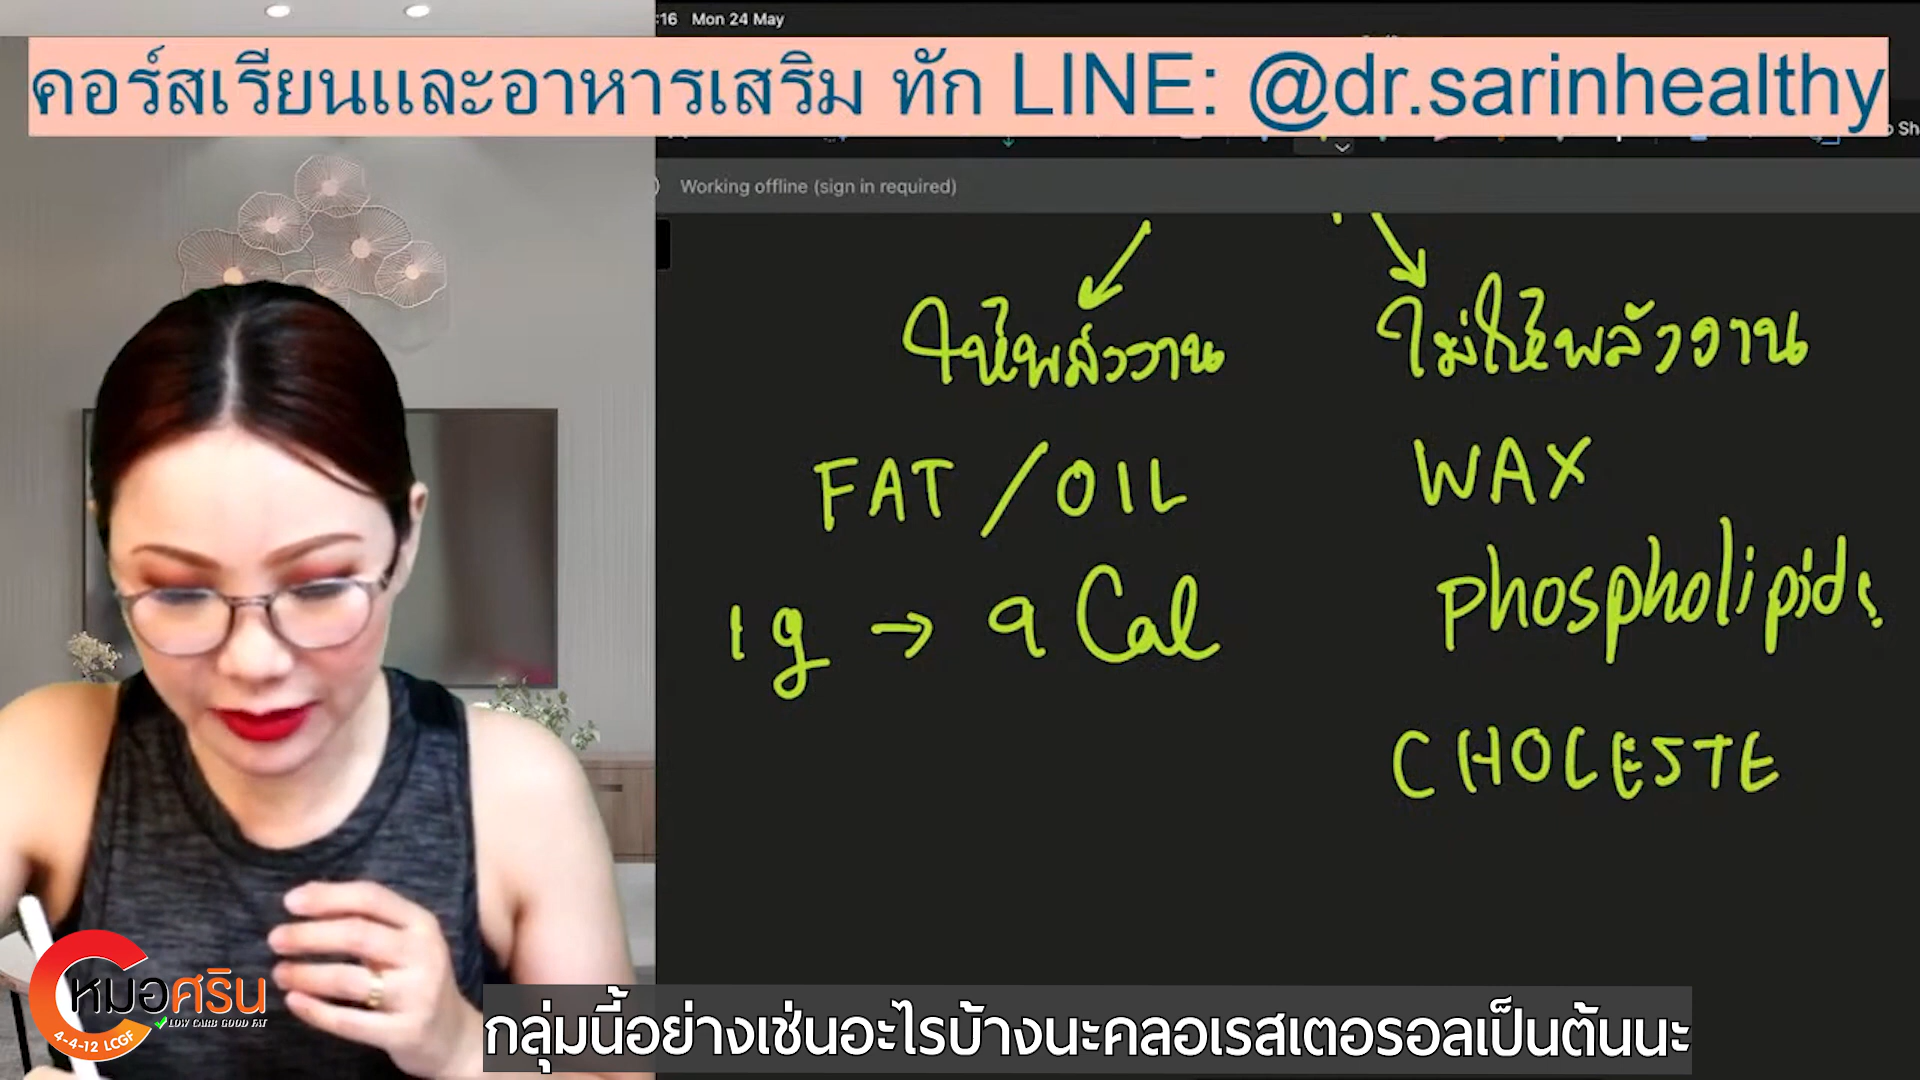 :16 Mon 24 May
คอร์สเรียนและอาหารเสริม ทัก LINE: @dr.sarinhealthy
Working offline (sign in required)
ให้พลังงาน
ไม่ให้พลังงาน
FAT / OIL
WAX
1 g → 9 Cal
phospholipids
CHOLESTE
หมอศริน
LOW CARB GOOD FAT
4-4-12 LCGF
กลุ่มนี้อย่างเช่นอะไรบ้างนะคลอเรสเตอรอลเป็นต้นนะ